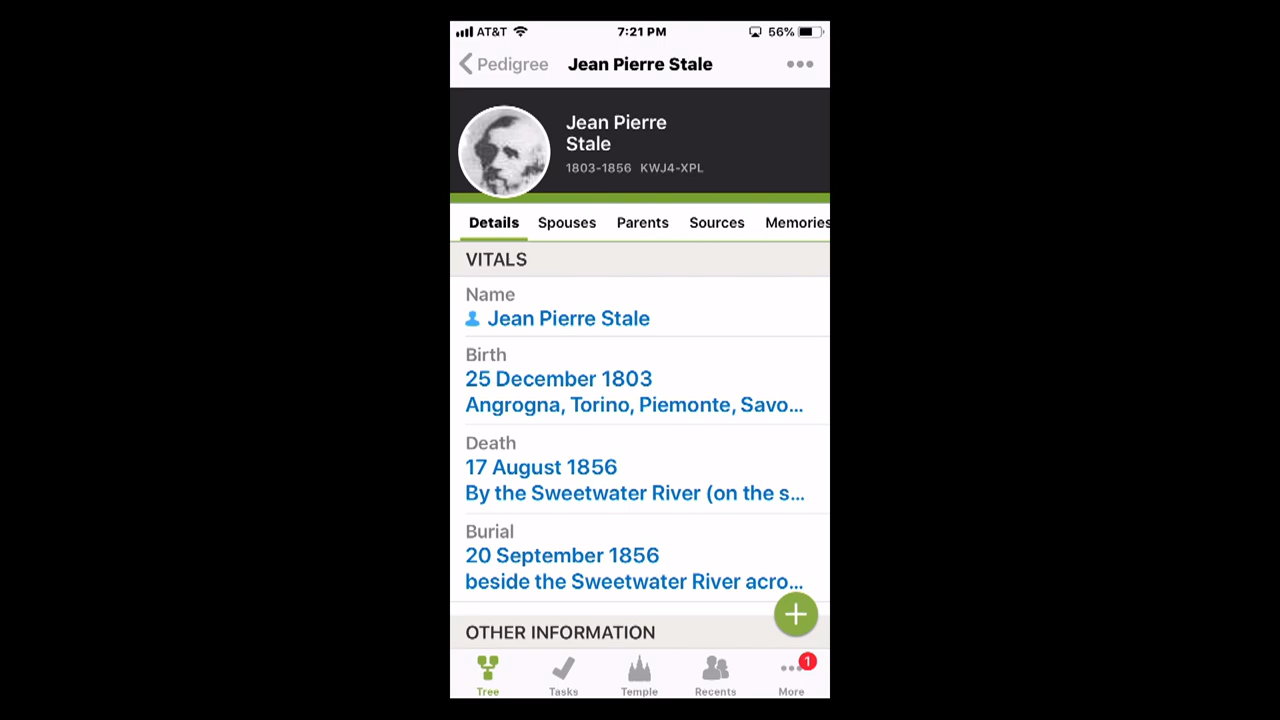 AT&T 7:21 PM 56%
Pedigree Jean Pierre Stale
Jean Pierre
Stale
1803-1856 KWJ4-XPL
Details Spouses Parents Sources Memories
VITALS
Name
Jean Pierre Stale
Birth
25 December 1803
Angrogna, Torino, Piemonte, Savo...
Death
17 August 1856
By the Sweetwater River (on the s...
Burial
20 September 1856
beside the Sweetwater River acro...
OTHER INFORMATION
1
Tree Tasks Temple Recents More